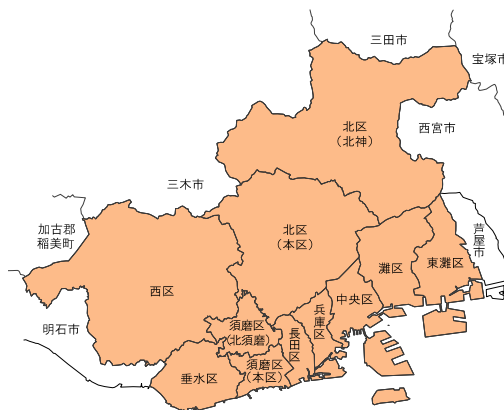 三田市
宝塚市
北区
(北神)
西宮市
三木市
加古郡
稲美町
北区
(本区)
芦屋市
灘区
東灘区
西区
中央区
兵庫区
明石市
須磨区
(北須磨)
長田区
垂水区
須磨区
(本区)